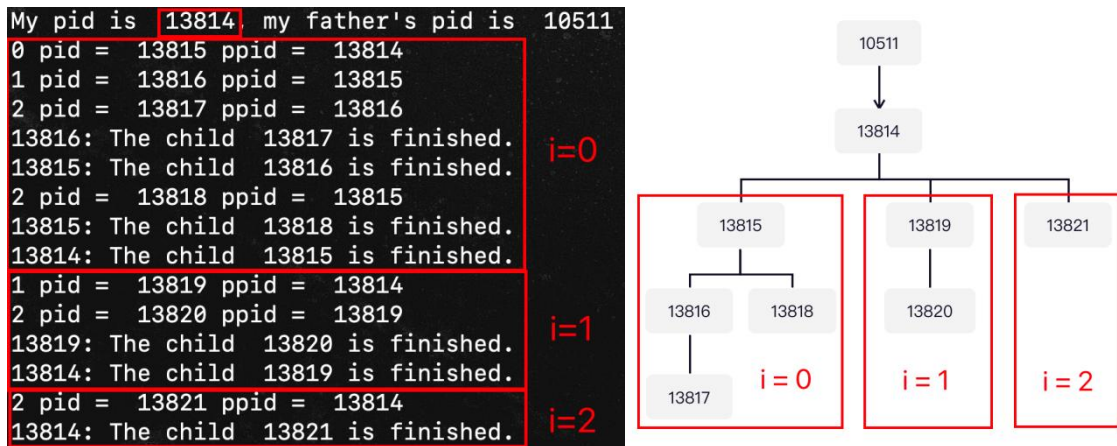 My pid is 13814, my father's pid is 10511
0 pid = 13815 ppid = 13814
1 pid = 13816 ppid = 13815
2 pid = 13817 ppid = 13816
13816: The child 13817 is finished.
13815: The child 13816 is finished.
2 pid = 13818 ppid = 13815
13815: The child 13818 is finished.
13814: The child 13815 is finished.
i=0
1 pid = 13819 ppid = 13814
2 pid = 13820 ppid = 13819
13819: The child 13820 is finished.
13814: The child 13819 is finished.
i=1
2 pid = 13821 ppid = 13814
13814: The child 13821 is finished.
i=2
10511
13814
13815
13819
13821
13816
13818
13820
13817
i = 0
i = 1
i = 2